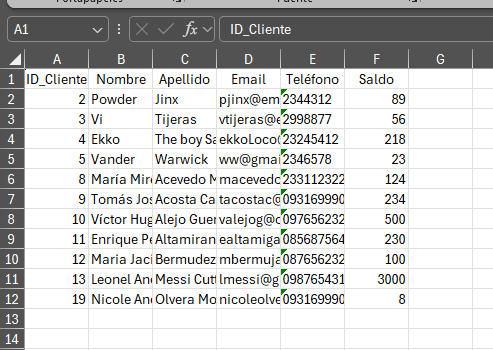 A1 fx ID_Cliente
A B C D E F G
1 ID_Cliente Nombre Apellido Email Teléfono Saldo
2 2 Powder Jinx pjinx@em 2344312 89
3 3 Vi Tijeras vtijeras@e 2998877 56
4 4 Ekko The boy Sa ekkoLoco@ 23245412 218
5 5 Vander Warwick ww@gmai 2346578 23
6 8 María Mir Acevedo M macevedo 233112322 124
7 9 Tomás Jos Acosta Ca tacostac@ 093169990 234
8 10 Víctor Hug Alejo Guer valejog@c 097656232 500
9 11 Enrique Pe Altamiran ealtamiga 085687564 230
10 12 Maria Jaci Bermudez mbermuja 087656232 100
11 13 Leonel An Messi Cutt lmessi@g 098765431 3000
12 19 Nicole An Olvera Mo nicoleolve 093169990 8
13
14